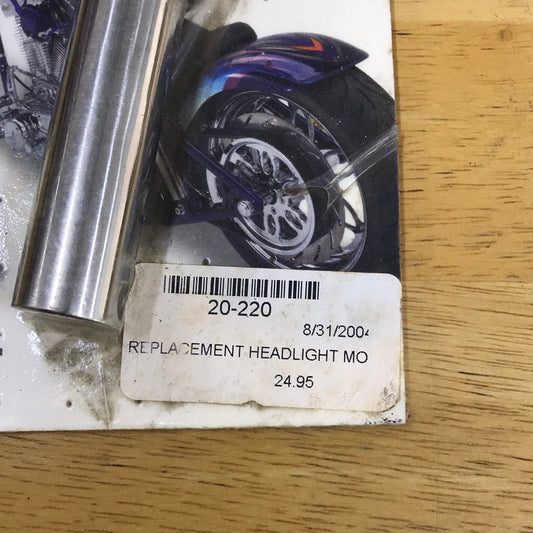 20-220
8/31/2004
REPLACEMENT HEADLIGHT MO
24.95